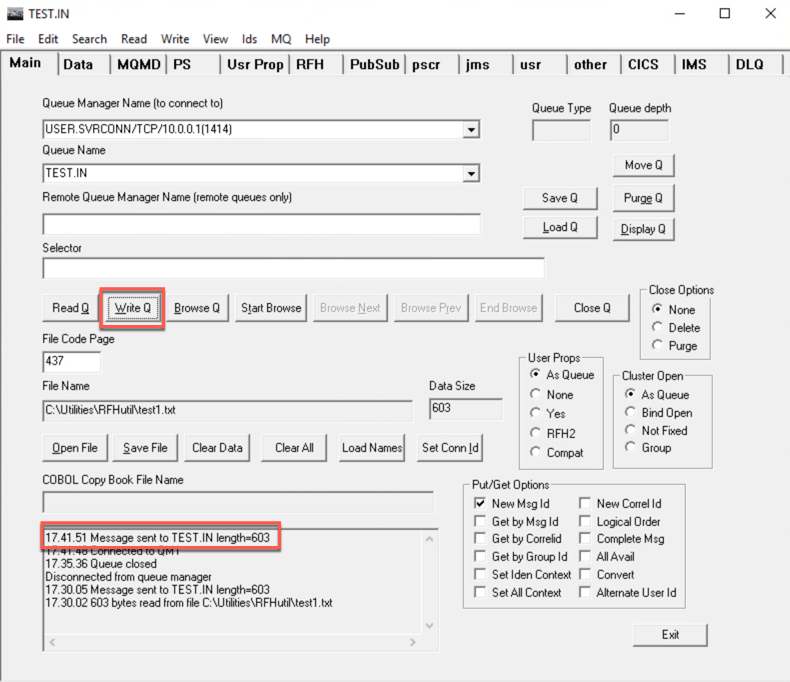 TEST.IN
File Edit Search Read Write View Ids MQ Help
Main Data MQMD PS Usr Prop RFH PubSub pscr jms usr other CICS IMS DLQ
Queue Manager Name (to connect to)
Queue Type Queue depth
USER.SVRCONN/TCP/10.0.0.1(1414)
0
Queue Name
TEST.IN
Move Q
Remote Queue Manager Name (remote queues only)
Save Q Purge Q
Load Q Display Q
Selector
Close Options
Read Q Write Q Browse Q Start Browse Browse Next Browse Prev End Browse Close Q
None
Delete
Purge
File Code Page
437
User Props
As Queue
None
Yes
RFH2
Compat
Cluster Open
As Queue
Bind Open
Not Fixed
Group
File Name Data Size
C:\Utilities\RFHutil\test1.txt 603
Open File Save File Clear Data Clear All Load Names Set Conn Id
COBOL Copy Book File Name
Put/Get Options
New Msg Id New Correl Id
Get by Msg Id Logical Order
Get by Correlid Complete Msg
Get by Group Id All Avail
Set Iden Context Convert
Set All Context Alternate User Id
17.41.51 Message sent to TEST.IN length=603
17.41.48 Connected to QM1
17.35.36 Queue closed
Disconnected from queue manager
17.30.05 Message sent to TEST.IN length=603
17.30.02 603 bytes read from file C:\Utilities\RFHutil\test1.txt
Exit